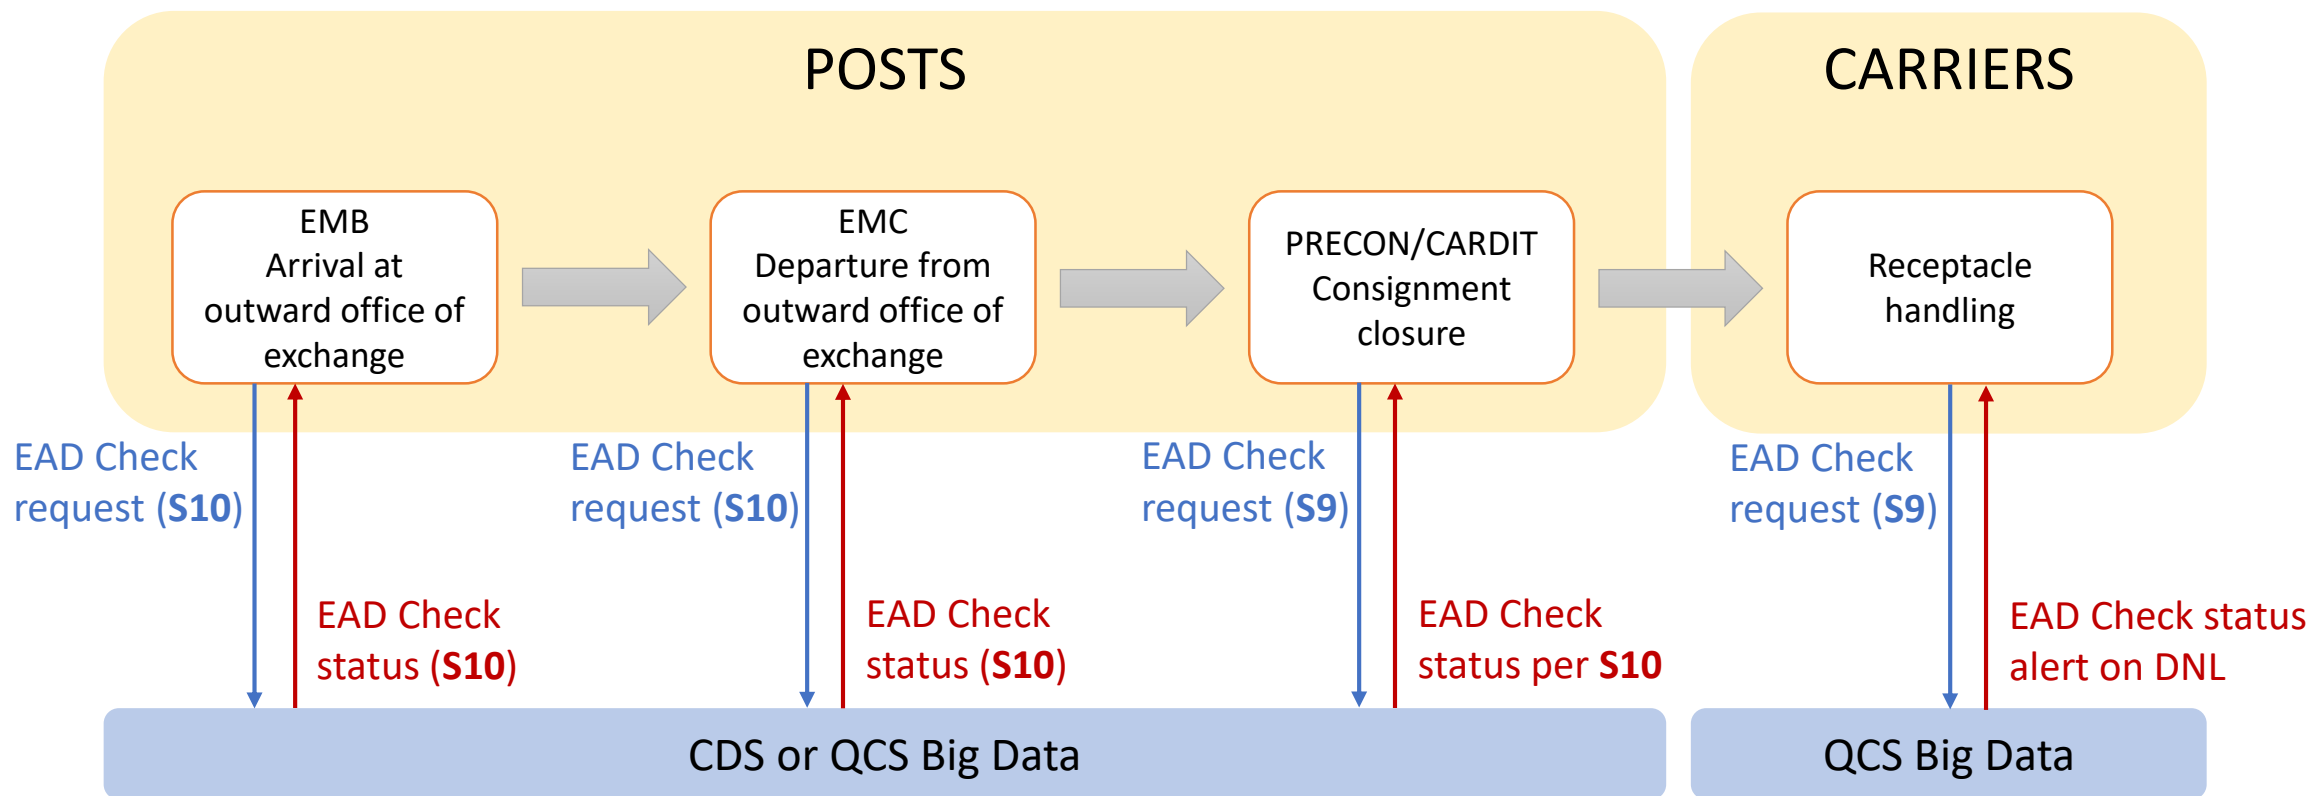 POSTS
CARRIERS
EMB
Arrival at
outward office of
exchange
EMC
Departure from
outward office of
exchange
PRECON/CARDIT
Consignment
closure
Receptacle
handling
EAD Check
request (S10)
EAD Check
request (S10)
EAD Check
request (S9)
EAD Check
request (S9)
EAD Check
status (S10)
EAD Check
status (S10)
EAD Check
status per S10
EAD Check status
alert on DNL
CDS or QCS Big Data
QCS Big Data